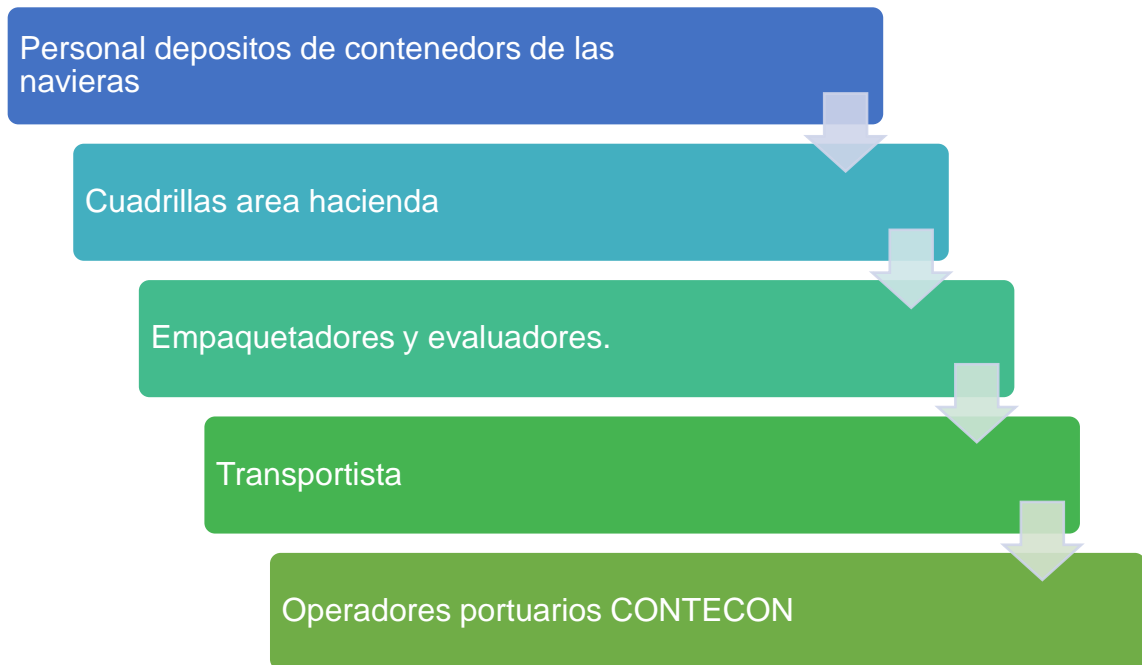 Personal depositos de contenedors de las
navieras
Cuadrillas area hacienda
Empaquetadores y evaluadores.
Transportista
Operadores portuarios CONTECON